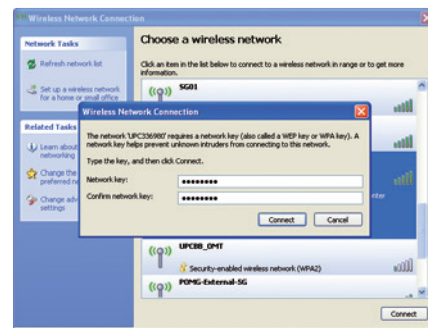 Wireless Network Connection
Network Tasks
Refresh network list
Set up a wireless network
for a home or small office
Related Tasks
Learn about
networking
Change the
preferred ne
Change adv
settings
Choose a wireless network
Click an item in the list below to connect to a wireless network in range or to get more
information.
SG01
Wireless Network Connection
The network 'UPC336980' requires a network key (also called a WEP key or WPA key). A
network key helps prevent unknown intruders from connecting to this network.
Type the key, and then click Connect.
Network key:
Confirm network key:
Connect
Cancel
nter
UPCBB_OMT
Security-enabled wireless network (WPA2)
POMG-External-5G
Connect